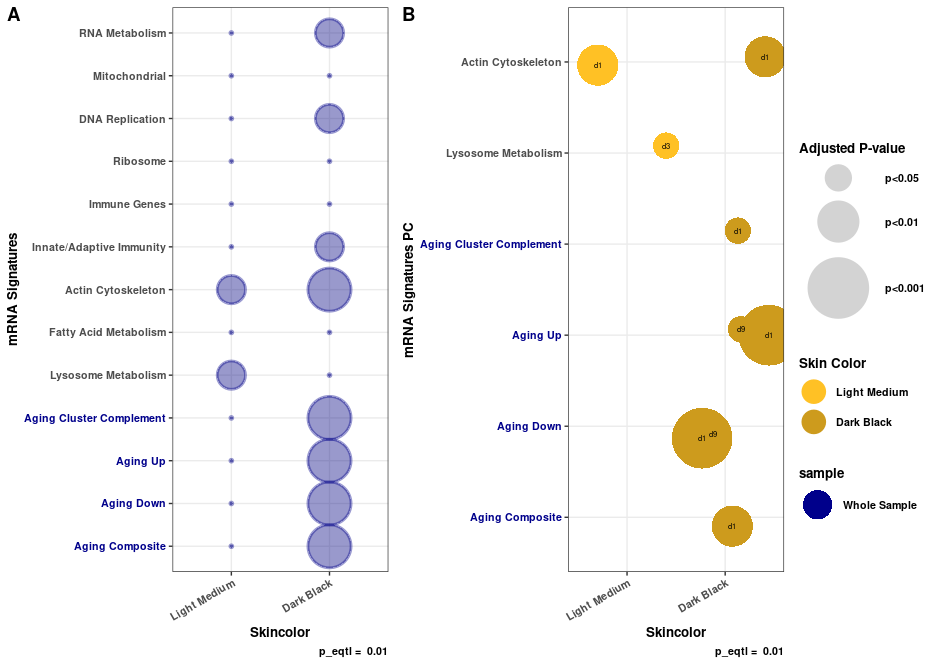 A
mRNA Signatures
RNA Metabolism
Mitochondrial
DNA Replication
Ribosome
Immune Genes
Innate/Adaptive Immunity
Actin Cytoskeleton
Fatty Acid Metabolism
Lysosome Metabolism
Aging Cluster Complement
Aging Up
Aging Down
Aging Composite
Light Medium
Dark Black
Skincolor
p_eqtl = 0.01
B
mRNA Signatures PC
Actin Cytoskeleton
d1
d1
Lysosome Metabolism
d3
Aging Cluster Complement
d1
Aging Up
d9
d1
Aging Down
d1
d9
Aging Composite
d1
Light Medium
Dark Black
Skincolor
p_eqtl = 0.01
Adjusted P-value
p<0.05
p<0.01
p<0.001
Skin Color
Light Medium
Dark Black
sample
Whole Sample